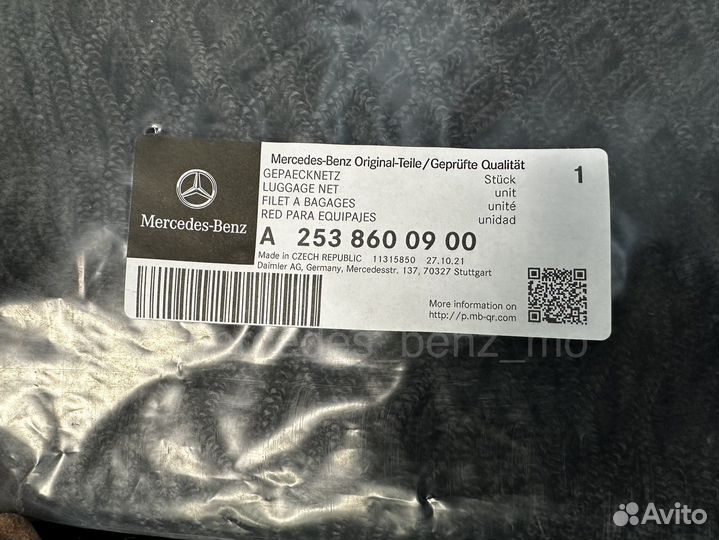 Mercedes-Benz
Mercedes-Benz Original-Teile/Geprüfte Qualität
GEPAECKNETZ Stück 1
LUGGAGE NET unit
FILET A BAGAGES unité
RED PARA EQUIPAJES unidad
A 253 860 09 00
Made in CZECH REPUBLIC 11315850 27.10.21
Daimler AG, Germany, Mercedesstr. 137, 70327 Stuttgart
More information on
http://p.mb-qr.com
mercedes_benz_mo
Avito